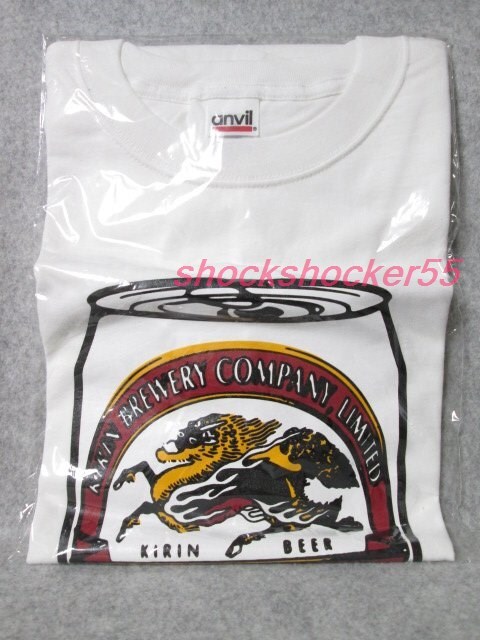 anvil
shockshocker55
KIRIN BREWERY COMPANY, LIMITED
KiRIN BEER